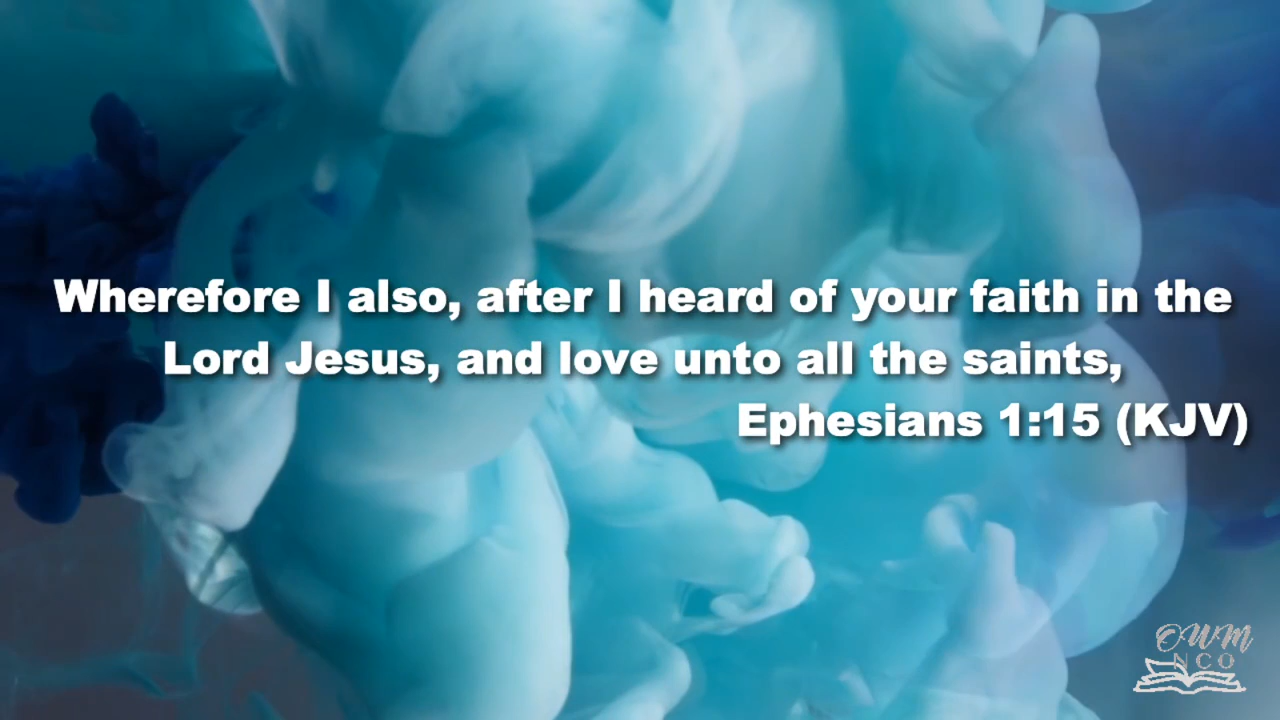 Wherefore I also, after I heard of your faith in the
Lord Jesus, and love unto all the saints,
Ephesians 1:15 (KJV)
OWM
NCO